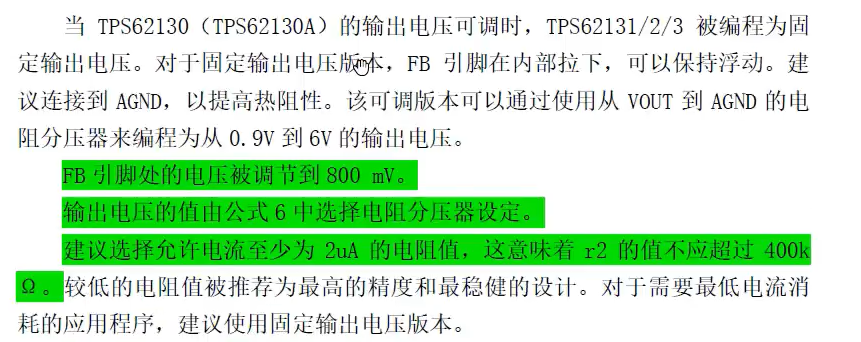 当 TPS62130（TPS62130A）的输出电压可调时，TPS62131/2/3 被编程为固
定输出电压。对于固定输出电压版本，FB 引脚在内部拉下，可以保持浮动。建
议连接到 AGND，以提高热阻性。该可调版本可以通过使用从 VOUT 到 AGND 的电
阻分压器来编程为从 0.9V 到 6V 的输出电压。
FB 引脚处的电压被调节到 800 mV。
输出电压的值由公式 6 中选择电阻分压器设定。
建议选择允许电流至少为 2uA 的电阻值，这意味着 r2 的值不应超过 400k
Ω。较低的电阻值被推荐为最高的精度和最稳健的设计。对于需要最低电流消
耗的应用程序，建议使用固定输出电压版本。